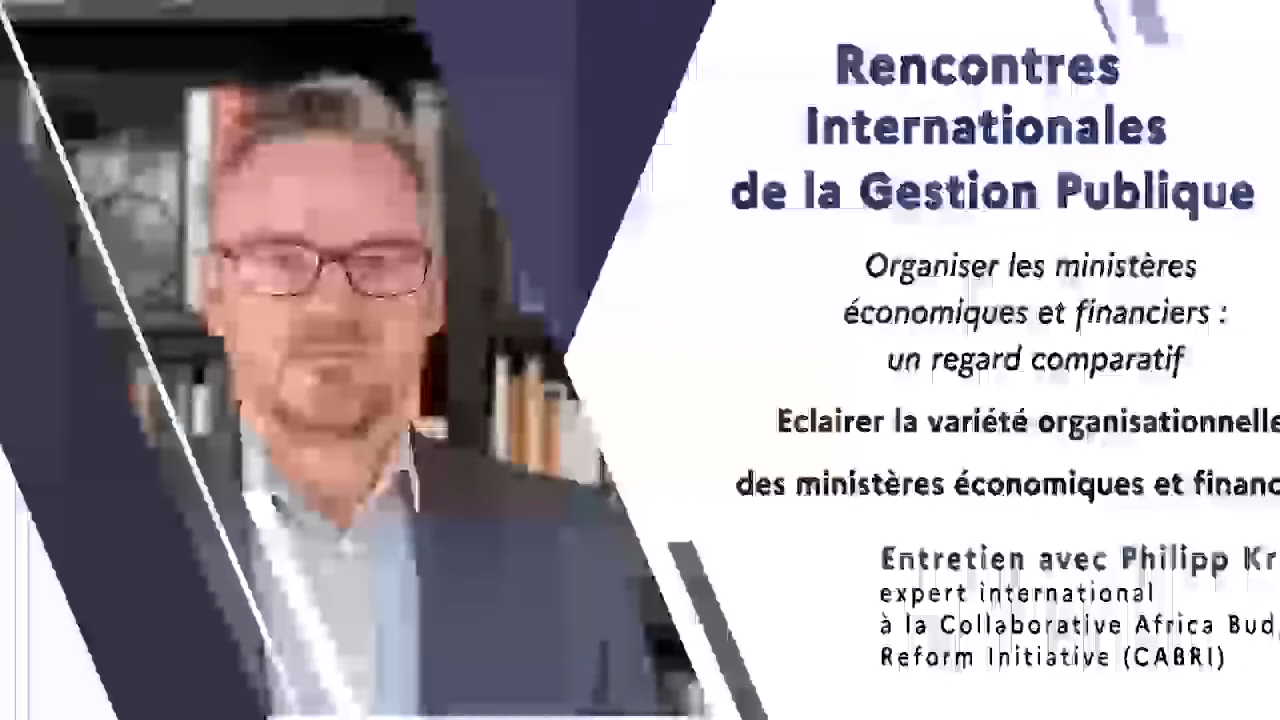 Rencontres
Internationales
de la Gestion Publique
Organiser les ministères
économiques et financiers :
un regard comparatif
Eclairer la variété organisationnelle
des ministères économiques et financ
Entretien avec Philipp Kr
expert international
à la Collaborative Africa Bud
Reform Initiative (CABRI)